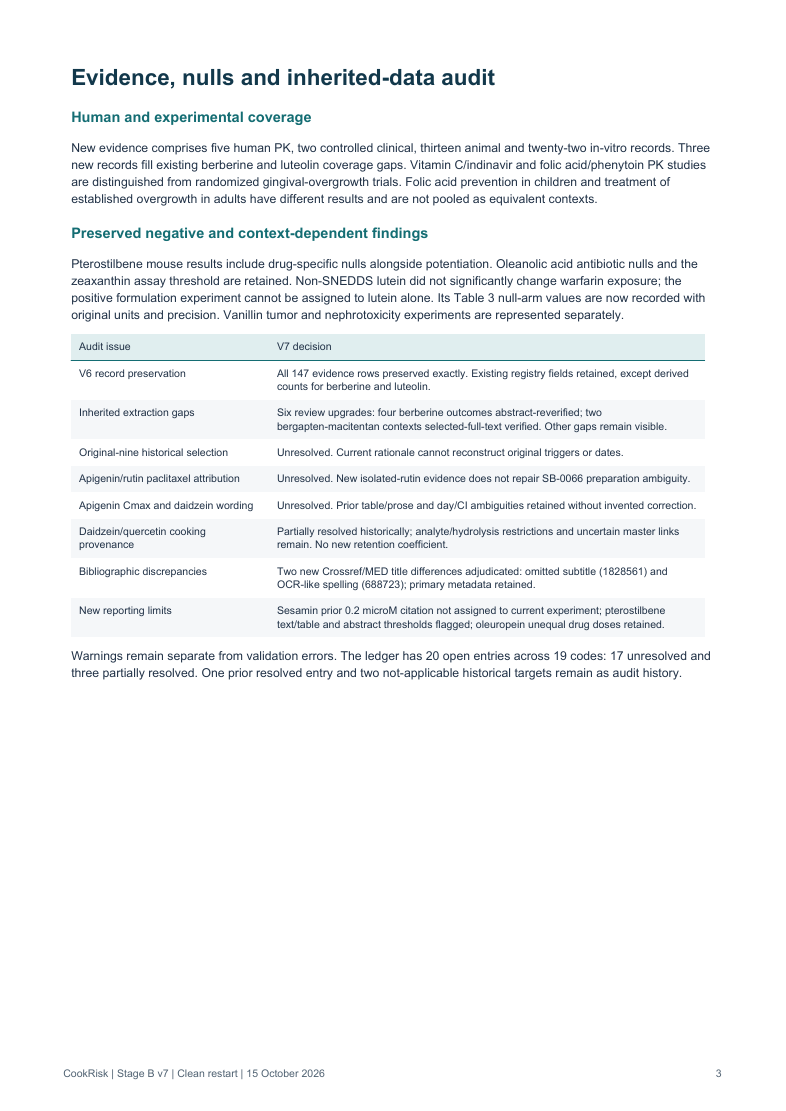 Evidence, nulls and inherited-data audit
Human and experimental coverage
New evidence comprises five human PK, two controlled clinical, thirteen animal and twenty-two in-vitro records. Three
new records fill existing berberine and luteolin coverage gaps. Vitamin C/indinavir and folic acid/phenytoin PK studies
are distinguished from randomized gingival-overgrowth trials. Folic acid prevention in children and treatment of
established overgrowth in adults have different results and are not pooled as equivalent contexts.
Preserved negative and context-dependent findings
Pterostilbene mouse results include drug-specific nulls alongside potentiation. Oleanolic acid antibiotic nulls and the
zeaxanthin assay threshold are retained. Non-SNEDDS lutein did not significantly change warfarin exposure; the
positive formulation experiment cannot be assigned to lutein alone. Its Table 3 null-arm values are now recorded with
original units and precision. Vanillin tumor and nephrotoxicity experiments are represented separately.
Audit issue V7 decision
V6 record preservation All 147 evidence rows preserved exactly. Existing registry fields retained, except derived
counts for berberine and luteolin.
Inherited extraction gaps Six review upgrades: four berberine outcomes abstract-reverified; two
bergapten-macitentan contexts selected-full-text verified. Other gaps remain visible.
Original-nine historical selection Unresolved. Current rationale cannot reconstruct original triggers or dates.
Apigenin/rutin paclitaxel attribution Unresolved. New isolated-rutin evidence does not repair SB-0066 preparation ambiguity.
Apigenin Cmax and daidzein wording Unresolved. Prior table/prose and day/CI ambiguities retained without invented correction.
Daidzein/quercetin cooking
provenance
Partially resolved historically; analyte/hydrolysis restrictions and uncertain master links
remain. No new retention coefficient.
Bibliographic discrepancies Two new Crossref/MED title differences adjudicated: omitted subtitle (1828561) and
OCR-like spelling (688723); primary metadata retained.
New reporting limits Sesamin prior 0.2 microM citation not assigned to current experiment; pterostilbene
text/table and abstract thresholds flagged; oleuropein unequal drug doses retained.
Warnings remain separate from validation errors. The ledger has 20 open entries across 19 codes: 17 unresolved and
three partially resolved. One prior resolved entry and two not-applicable historical targets remain as audit history.
CookRisk | Stage B v7 | Clean restart | 15 October 2026 3